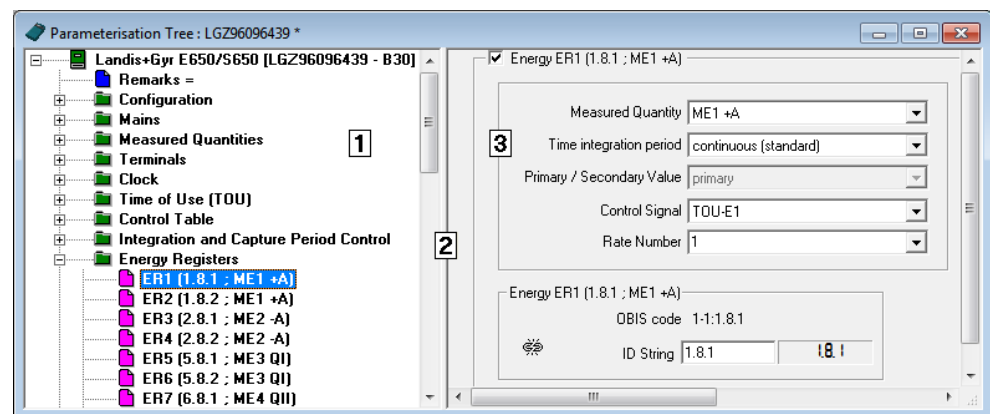 Parameterisation Tree : LGZ96096439 *
Landis+Gyr E650/S650 [LGZ96096439 - B30]
Remarks =
Configuration
Mains
Measured Quantities
Terminals
Clock
Time of Use (TOU)
Control Table
Integration and Capture Period Control
Energy Registers
ER1 (1.8.1 ; ME1 +A)
ER2 (1.8.2 ; ME1 +A)
ER3 (2.8.1 ; ME2 -A)
ER4 (2.8.2 ; ME2 -A)
ER5 (5.8.1 ; ME3 QI)
ER6 (5.8.2 ; ME3 QI)
ER7 (6.8.1 ; ME4 QII)
1
2
Energy ER1 (1.8.1 ; ME1 +A)
Measured Quantity ME1 +A
3
Time integration period continuous (standard)
Primary / Secondary Value primary
Control Signal TOU-E1
Rate Number 1
Energy ER1 (1.8.1 ; ME1 +A)
OBIS code 1-1:1.8.1
ID String 1.8.1 1.8.1